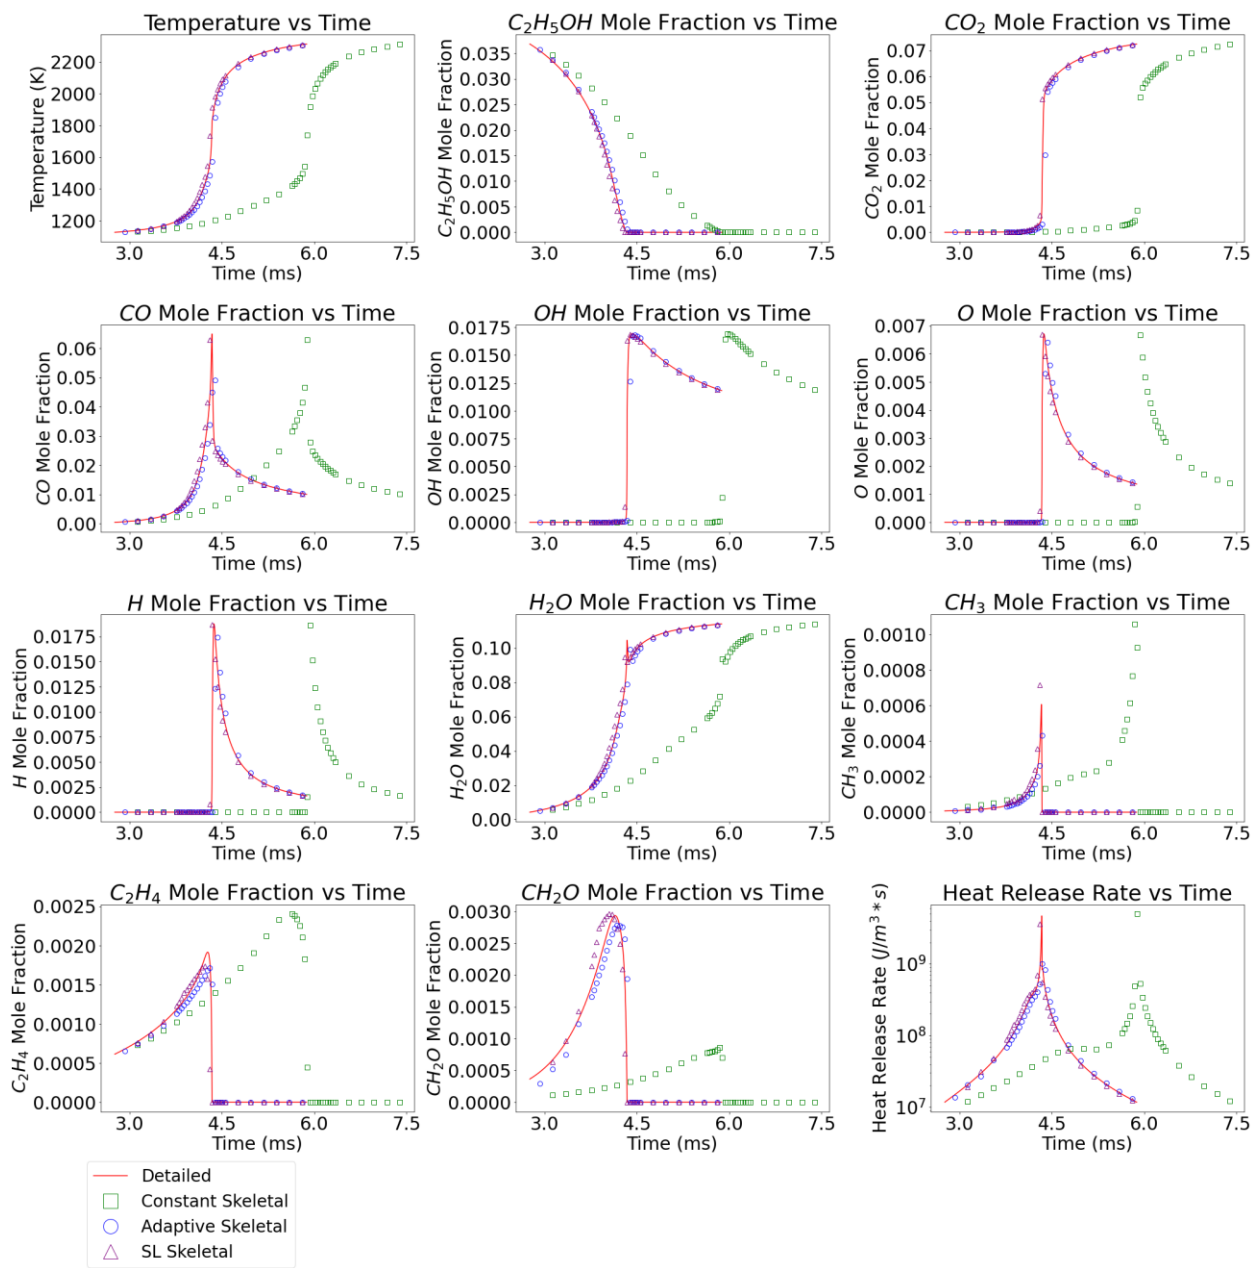 Temperature vs Time
C2H5OH Mole Fraction vs Time
CO2 Mole Fraction vs Time
Temperature (K)
2200
2000
1800
1600
1400
1200
3.0 4.5 6.0 7.5
Time (ms)
C2H5OH Mole Fraction
0.035
0.030
0.025
0.020
0.015
0.010
0.005
0.000
3.0 4.5 6.0 7.5
Time (ms)
CO2 Mole Fraction
0.07
0.06
0.05
0.04
0.03
0.02
0.01
0.00
3.0 4.5 6.0 7.5
Time (ms)
CO Mole Fraction vs Time
OH Mole Fraction vs Time
O Mole Fraction vs Time
CO Mole Fraction
0.06
0.05
0.04
0.03
0.02
0.01
0.00
3.0 4.5 6.0 7.5
Time (ms)
OH Mole Fraction
0.0175
0.0150
0.0125
0.0100
0.0075
0.0050
0.0025
0.0000
3.0 4.5 6.0 7.5
Time (ms)
O Mole Fraction
0.007
0.006
0.005
0.004
0.003
0.002
0.001
0.000
3.0 4.5 6.0 7.5
Time (ms)
H Mole Fraction vs Time
H2O Mole Fraction vs Time
CH3 Mole Fraction vs Time
H Mole Fraction
0.0175
0.0150
0.0125
0.0100
0.0075
0.0050
0.0025
0.0000
3.0 4.5 6.0 7.5
Time (ms)
H2O Mole Fraction
0.10
0.08
0.06
0.04
0.02
0.00
3.0 4.5 6.0 7.5
Time (ms)
CH3 Mole Fraction
0.0010
0.0008
0.0006
0.0004
0.0002
0.0000
3.0 4.5 6.0 7.5
Time (ms)
C2H4 Mole Fraction vs Time
CH2O Mole Fraction vs Time
Heat Release Rate vs Time
C2H4 Mole Fraction
0.0025
0.0020
0.0015
0.0010
0.0005
0.0000
3.0 4.5 6.0 7.5
Time (ms)
CH2O Mole Fraction
0.0030
0.0025
0.0020
0.0015
0.0010
0.0005
0.0000
3.0 4.5 6.0 7.5
Time (ms)
Heat Release Rate (J/m^3 * s)
10^9
10^8
10^7
3.0 4.5 6.0 7.5
Time (ms)
Detailed
Constant Skeletal
Adaptive Skeletal
SL Skeletal